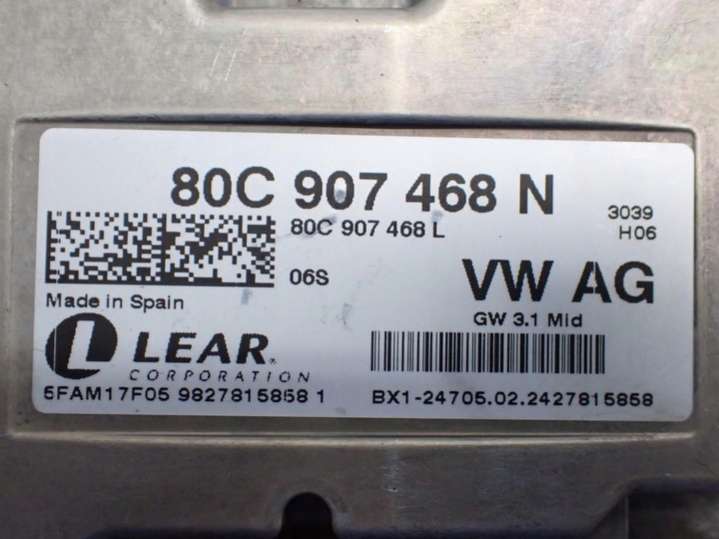 80C 907 468 N
80C 907 468 L
3039
H06
06S
VW AG
Made in Spain
GW 3.1 Mid
LEAR
CORPORATION
5FAM17F05 9827815858 1
BX1-24705.02.2427815858